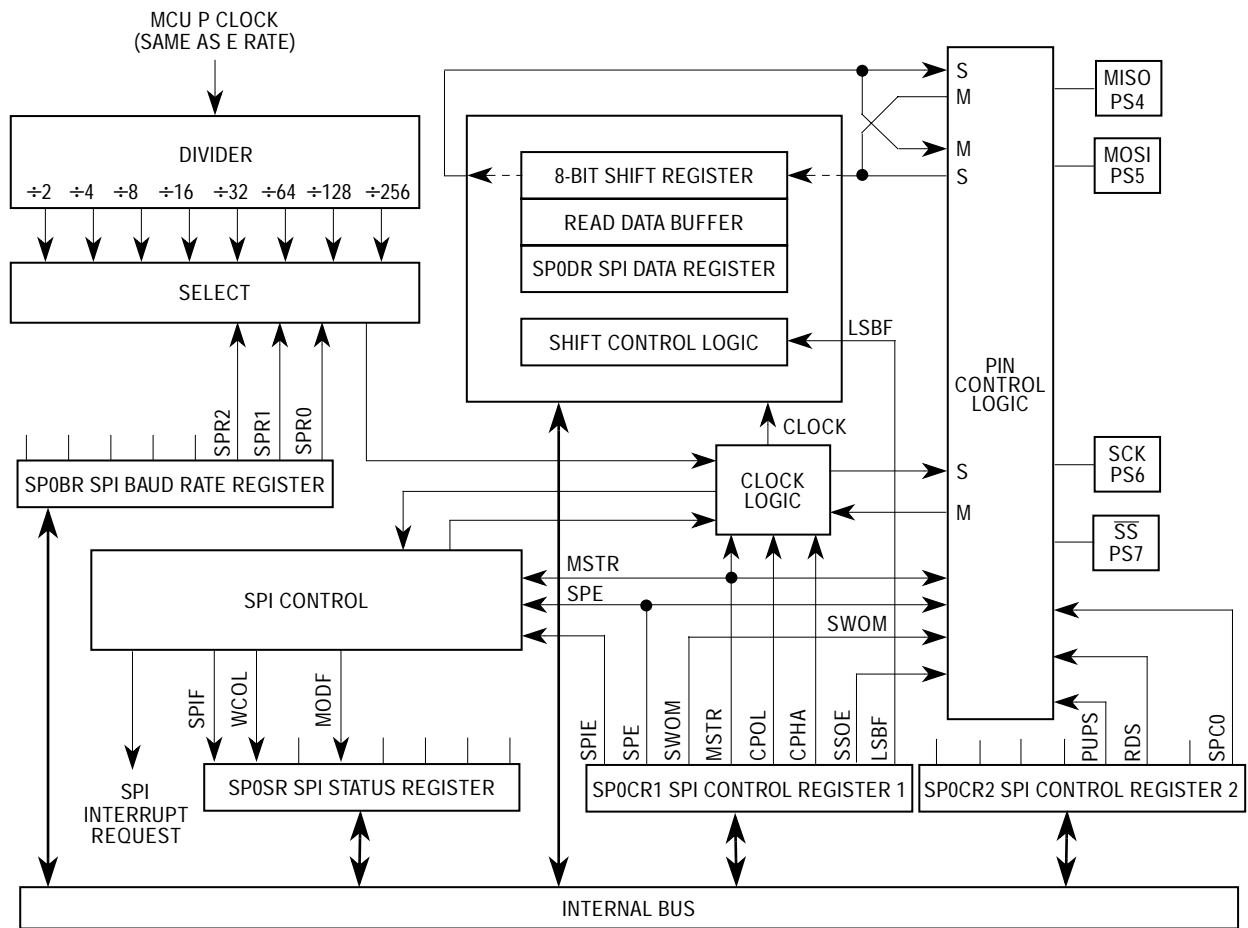 MCU P CLOCK
(SAME AS E RATE)
DIVIDER
÷2 ÷4 ÷8 ÷16 ÷32 ÷64 ÷128 ÷256
SELECT
SPR2
SPR1
SPR0
SP0BR SPI BAUD RATE REGISTER
8-BIT SHIFT REGISTER
READ DATA BUFFER
SP0DR SPI DATA REGISTER
SHIFT CONTROL LOGIC
LSBF
CLOCK
CLOCK
LOGIC
S
M
M
S
PIN
CONTROL
LOGIC
S
M
MISO
PS4
MOSI
PS5
SCK
PS6
SS
PS7
SPI CONTROL
MSTR
SPE
SWOM
SPIF
WCOL
MODF
SPI
INTERRUPT
REQUEST
SP0SR SPI STATUS REGISTER
SPIE
SPE
SWOM
MSTR
CPOL
CPHA
SSOE
LSBF
SP0CR1 SPI CONTROL REGISTER 1
PUPS
RDS
SPC0
SP0CR2 SPI CONTROL REGISTER 2
INTERNAL BUS